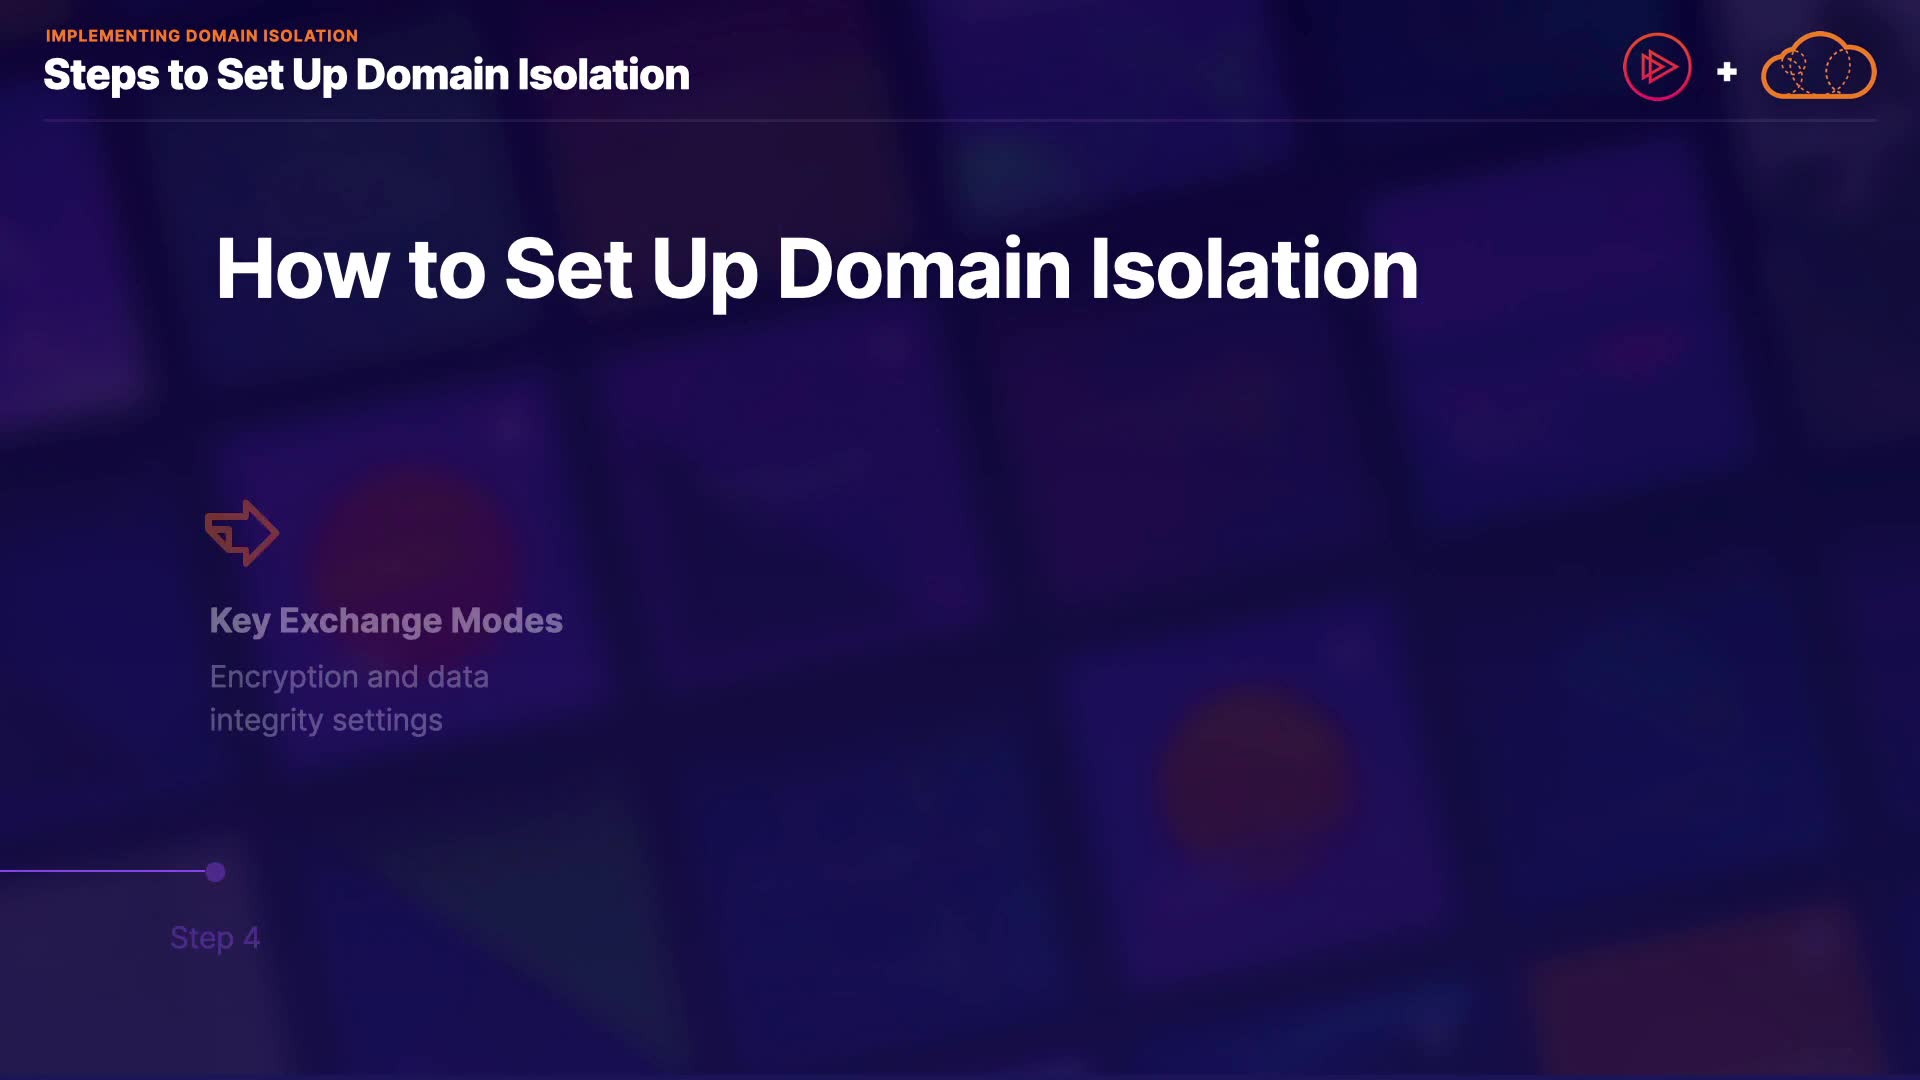 IMPLEMENTING DOMAIN ISOLATION
Steps to Set Up Domain Isolation
+
How to Set Up Domain Isolation
Key Exchange Modes
Encryption and data
integrity settings
Step 4